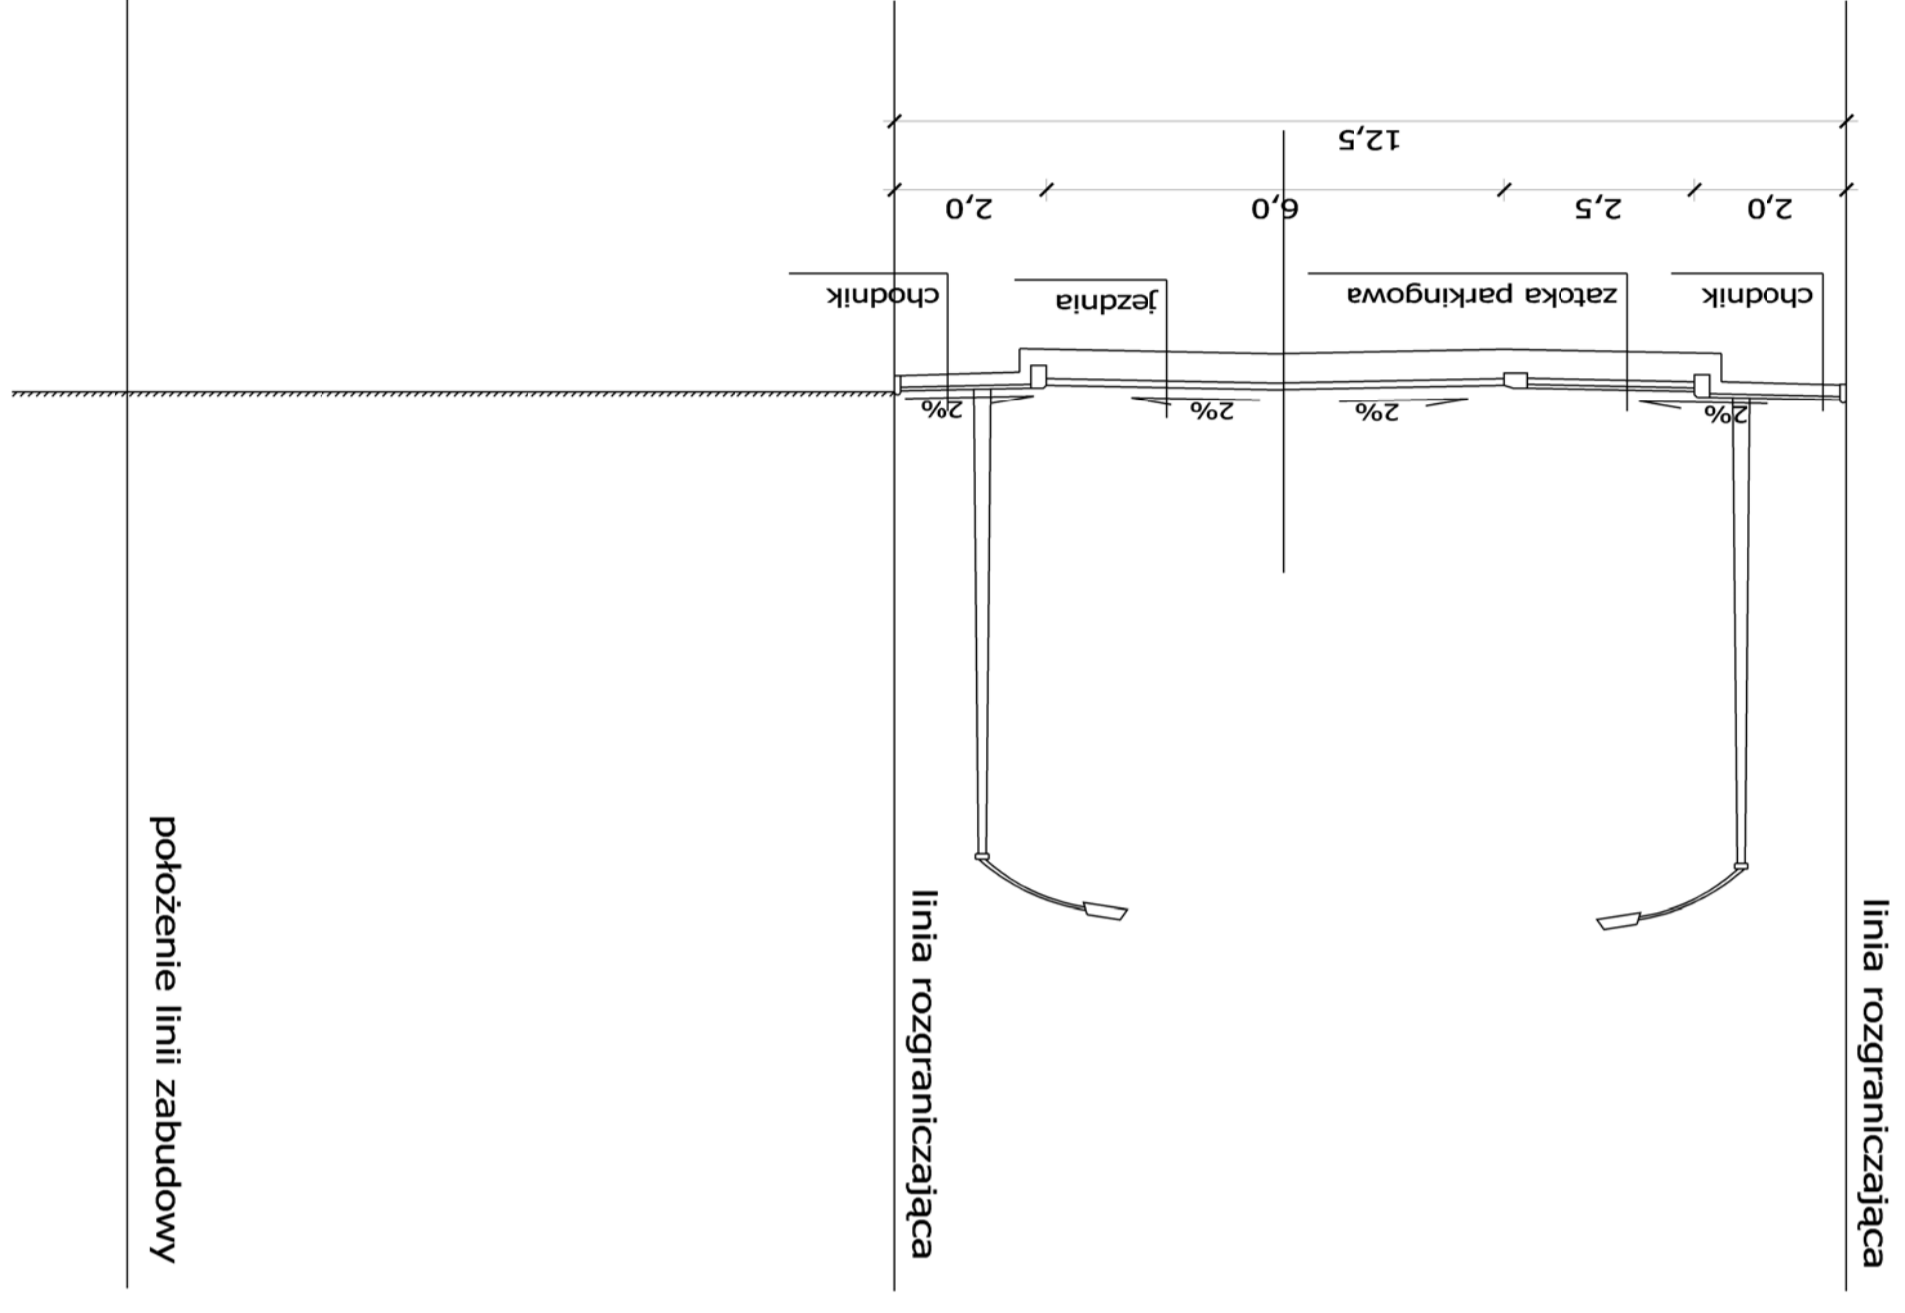 linia rozgraniczająca
linia rozgraniczająca
położenie linii zabudowy
2%
2%
2%
2%
chodnik
zatoka parkingowa
jezdnia
chodnik
2,0
2,5
6,0
2,0
12,5